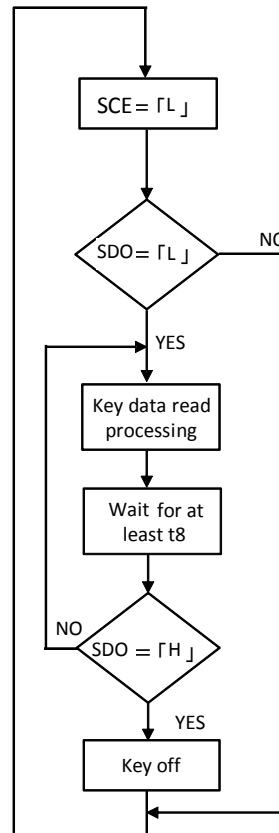 SCE = ｢L｣
SDO = ｢L｣
NO
YES
Key data read
processing
Wait for at
least t8
NO
SDO = ｢H｣
YES
Key off